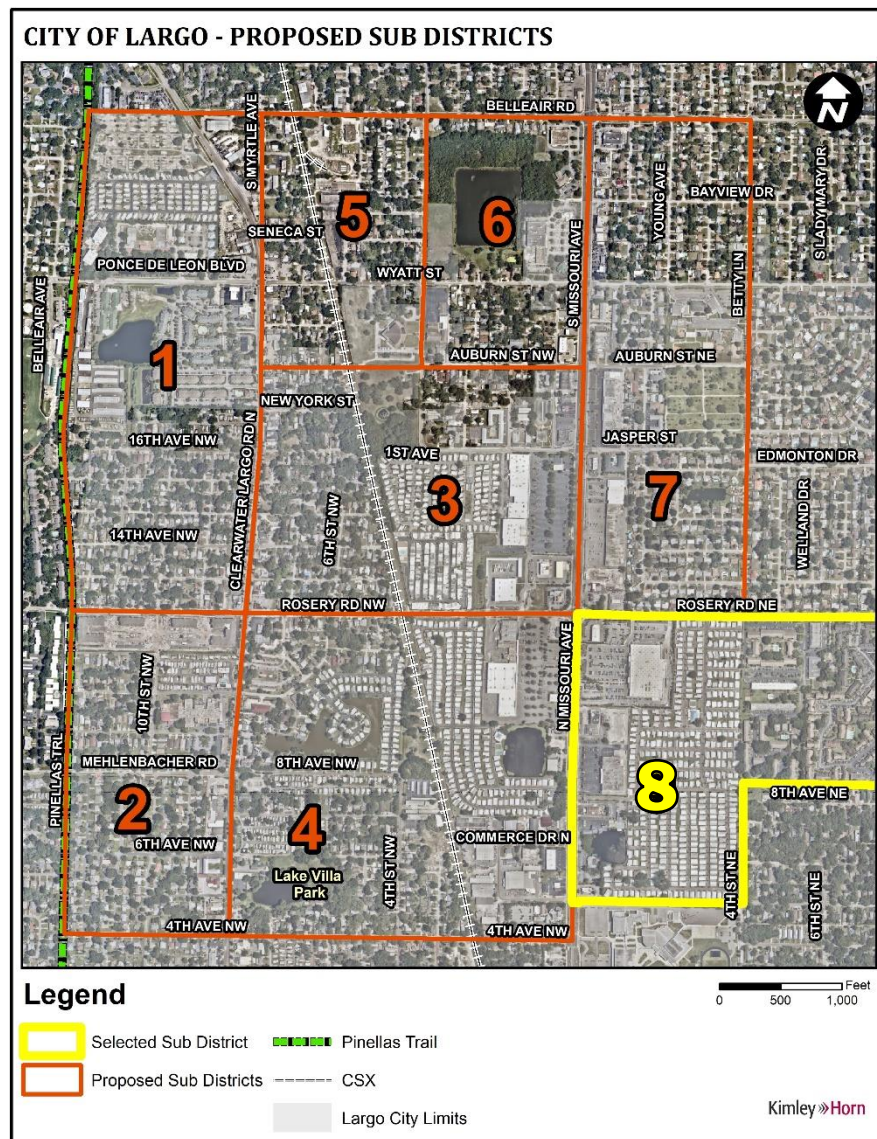 CITY OF LARGO - PROPOSED SUB DISTRICTS
N
BELLEAIR RD
S MYRTLE AVE
5
6
YOUNG AVE
BAYVIEW DR
S LADY MARY DR
SENECA ST
S MISSOURI AVE
BETTY LN
PONCE DE LEON BLVD
WYATT ST
BELLEAIR AVE
1
AUBURN ST NW
AUBURN ST NE
NEW YORK ST
16TH AVE NW
CLEARWATER LARGO RD N
1ST AVE
JASPER ST
EDMONTON DR
3
7
6TH ST NW
WELLAND DR
14TH AVE NW
ROSERY RD NW
ROSERY RD NE
10TH ST NW
N MISSOURI AVE
MEHLENBACHER RD
8TH AVE NW
PINELLAS TRL
8
8TH AVE NE
2
6TH AVE NW
4
COMMERCE DR N
4TH ST NW
Lake Villa
Park
4TH ST NE
6TH ST NE
4TH AVE NW
4TH AVE NW
Legend
Feet
0 500 1,000
Selected Sub District
Pinellas Trail
Proposed Sub Districts
CSX
Largo City Limits
Kimley»Horn